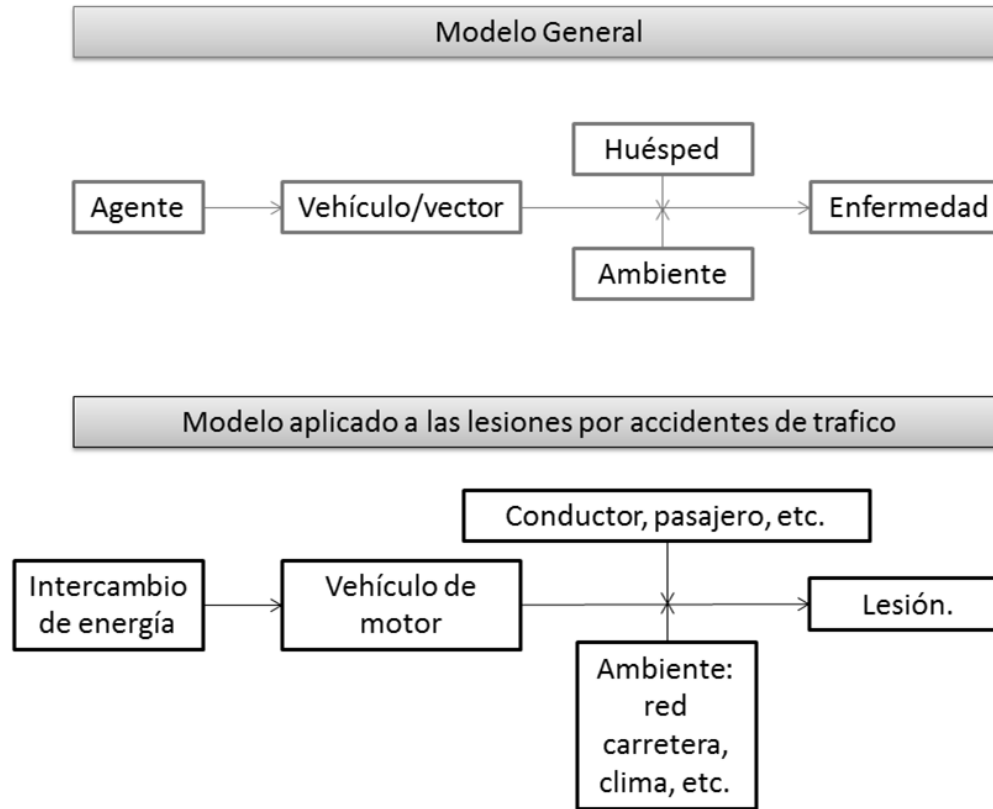 Modelo General
Huésped
Agente
Vehículo/vector
Enfermedad
Ambiente
Modelo aplicado a las lesiones por accidentes de trafico
Conductor, pasajero, etc.
Intercambio
de energía
Vehículo de
motor
Lesión.
Ambiente:
red
carretera,
clima, etc.